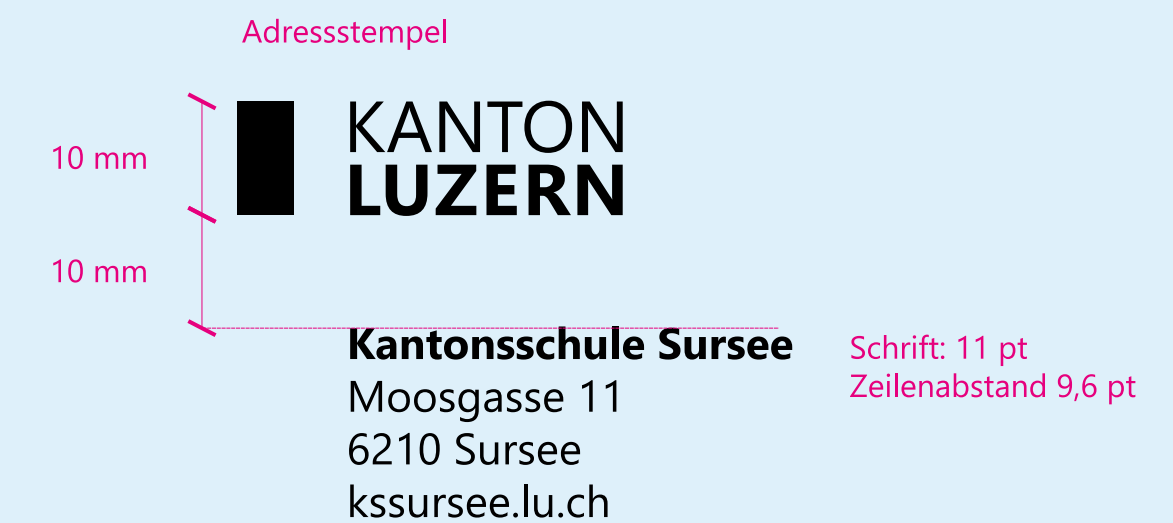 Adressstempel
10 mm
KANTON
LUZERN
10 mm
Kantonsschule Sursee
Moosgasse 11
6210 Sursee
kssursee.lu.ch
Schrift: 11 pt
Zeilenabstand 9,6 pt